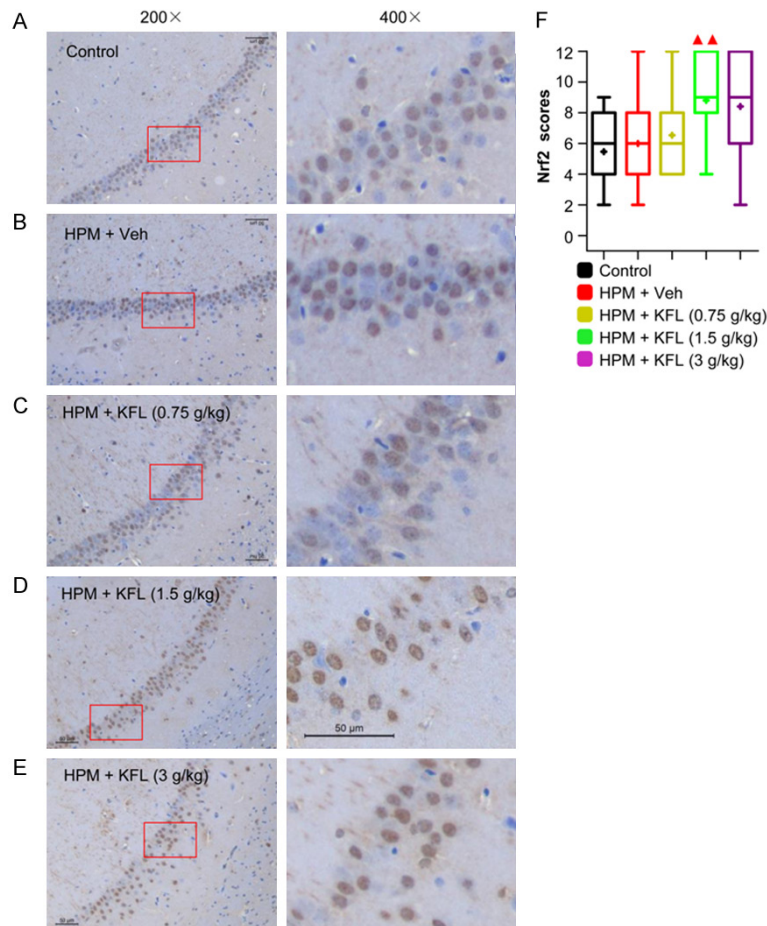 200× 400×
A
Control
B
HPM + Veh
C
HPM + KFL (0.75 g/kg)
D
HPM + KFL (1.5 g/kg)
50 µm
E
HPM + KFL (3 g/kg)
50 µm
F
Nrf2 scores
12
10
8
6
4
2
0
Control
HPM + Veh
HPM + KFL (0.75 g/kg)
HPM + KFL (1.5 g/kg)
HPM + KFL (3 g/kg)